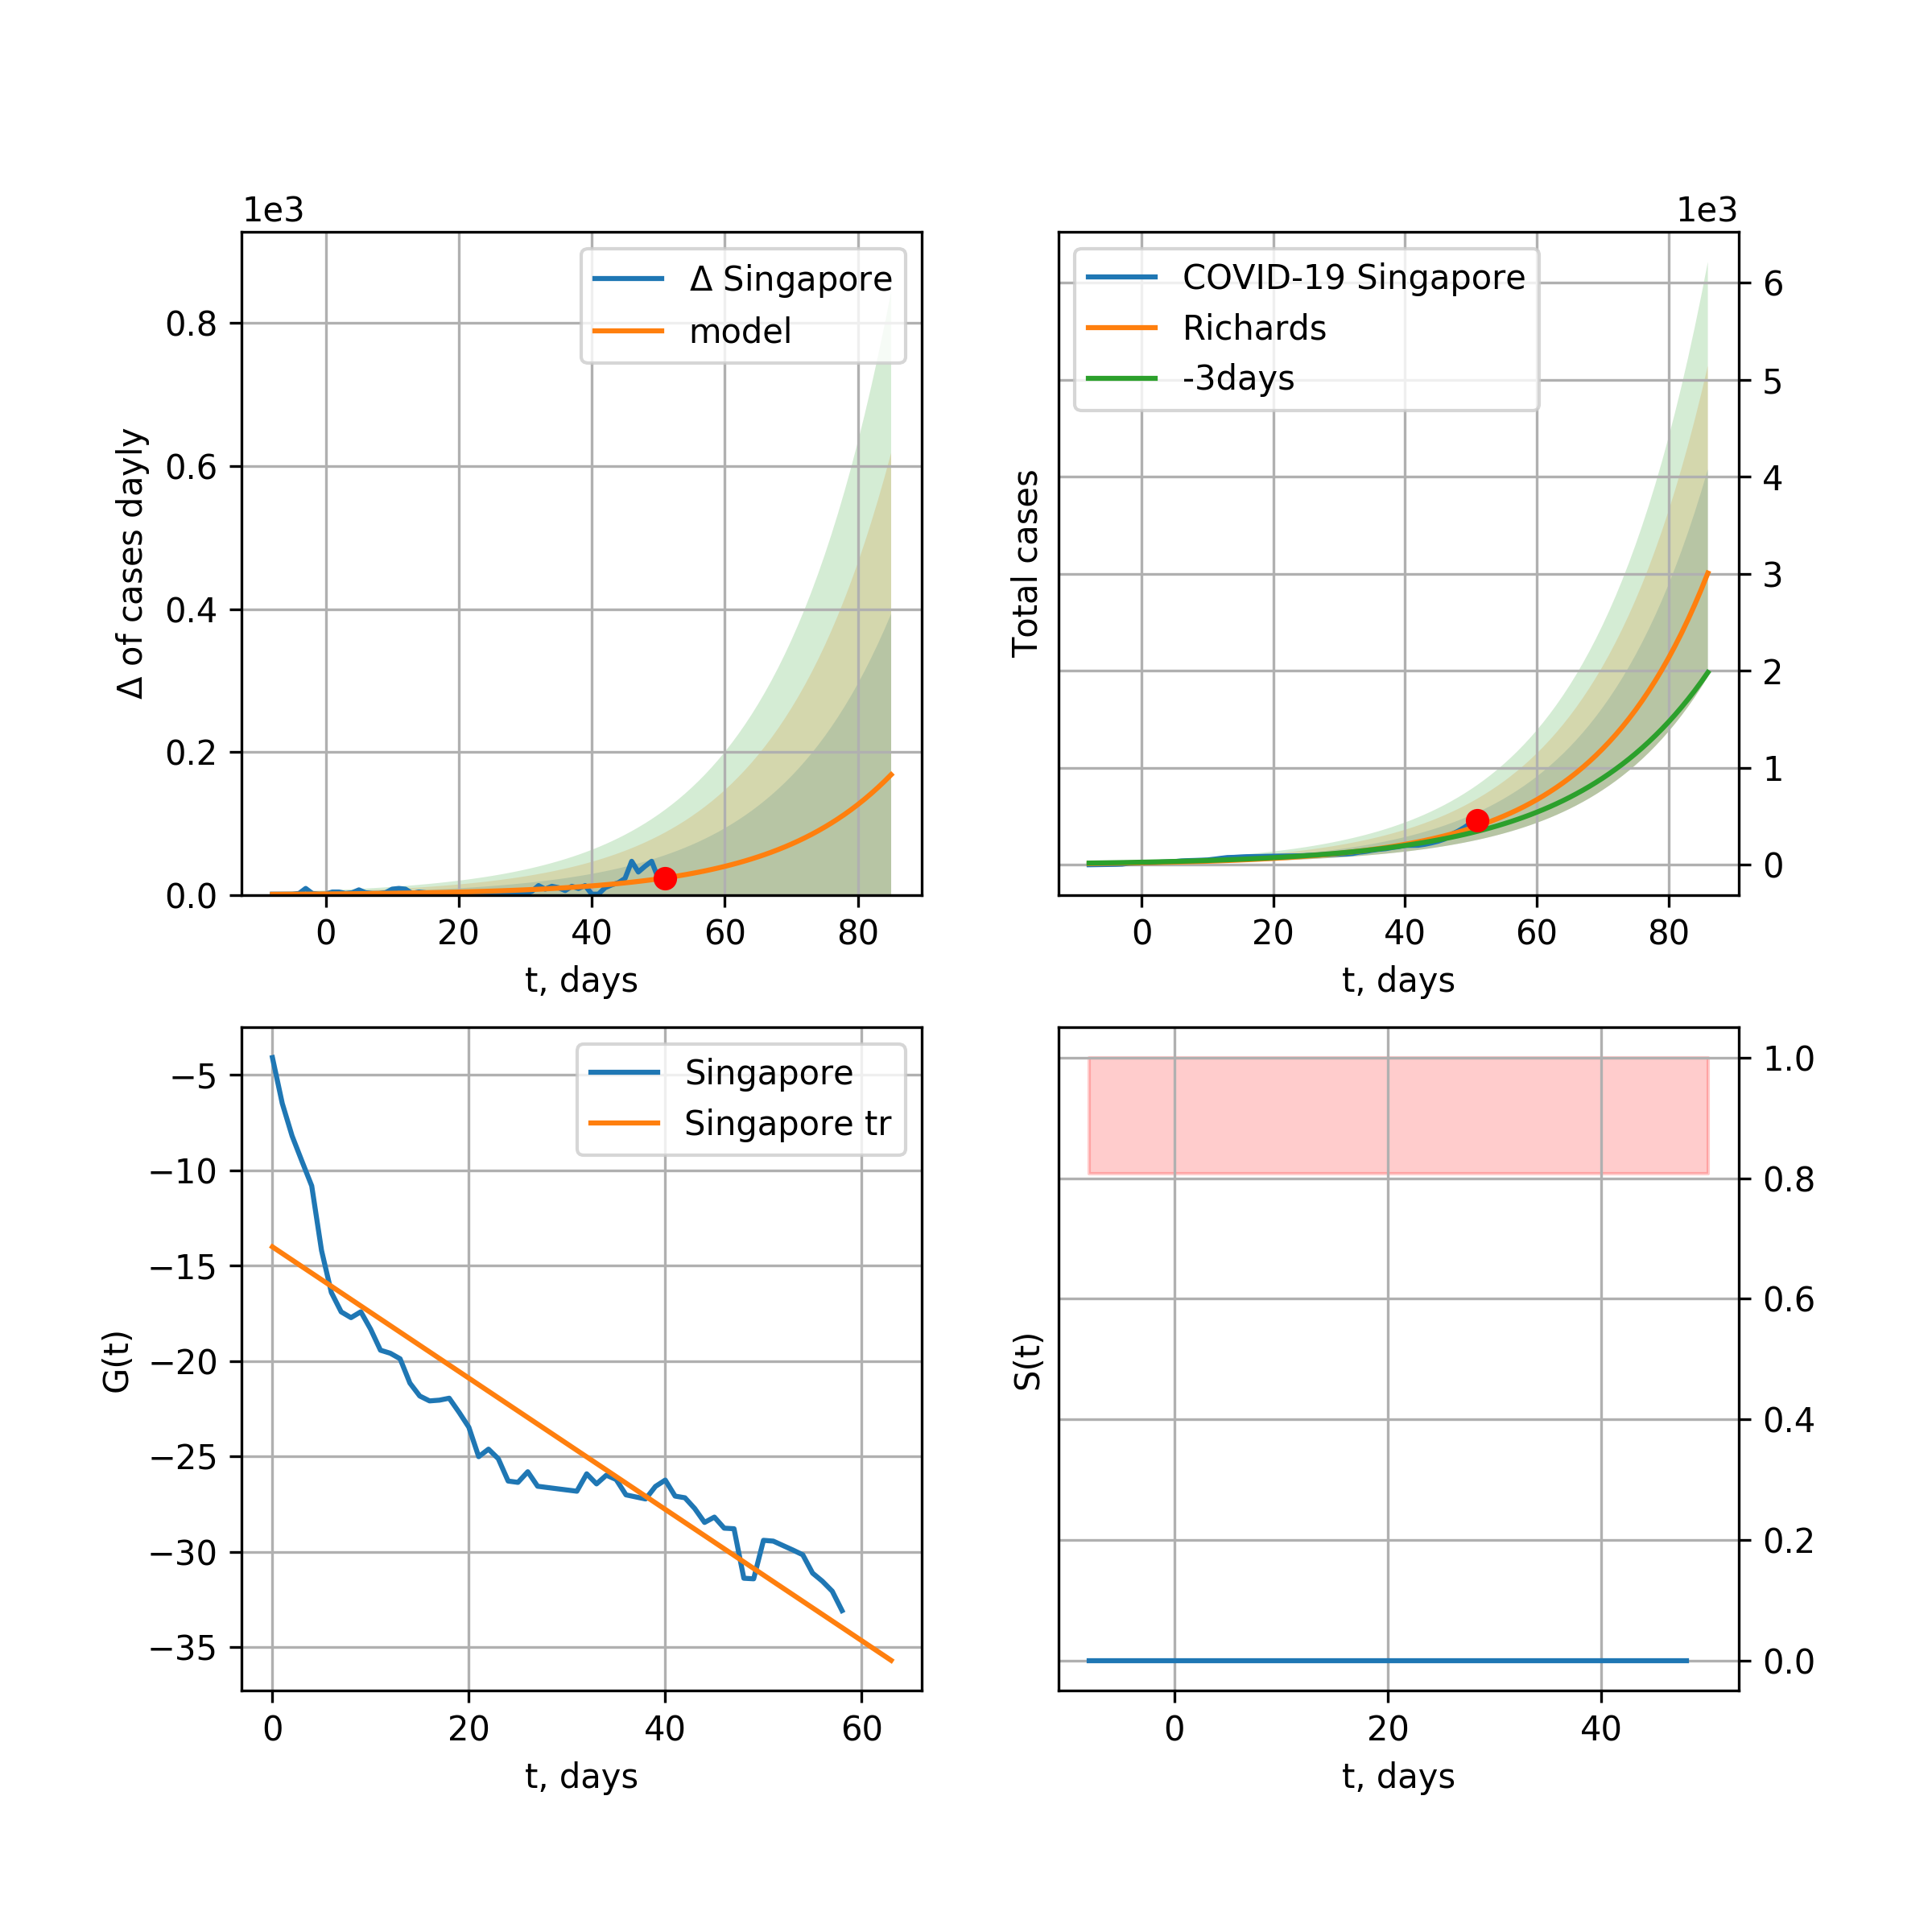 1e3
Δ of cases dayly
0.8
0.6
0.4
0.2
0.0
Δ Singapore
model
0 20 40 60 80
t, days
1e3
Total cases
COVID-19 Singapore
Richards
-3days
6
5
4
3
2
1
0
0 20 40 60 80
t, days
G(t)
−5
−10
−15
−20
−25
−30
−35
Singapore
Singapore tr
0 20 40 60
t, days
S(t)
1.0
0.8
0.6
0.4
0.2
0.0
0 20 40
t, days